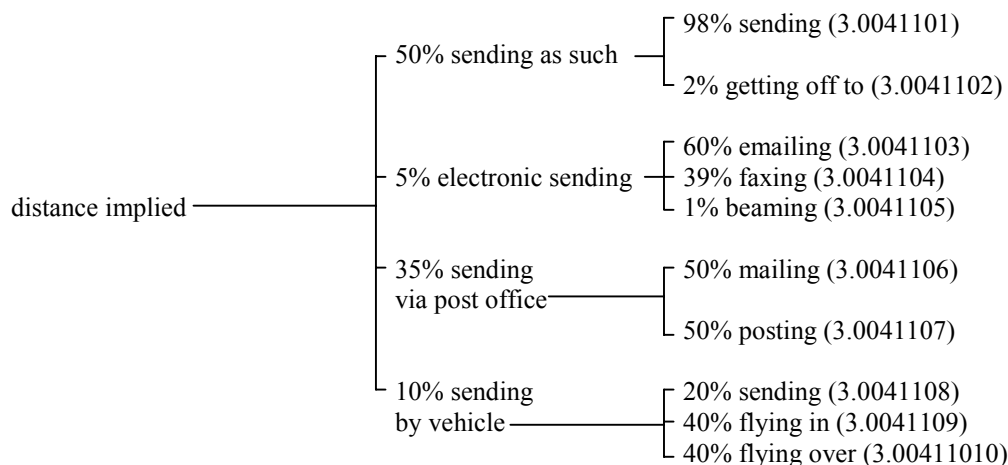 98% sending (3.0041101)
50% sending as such
2% getting off to (3.0041102)
60% emailing (3.0041103)
5% electronic sending
39% faxing (3.0041104)
1% beaming (3.0041105)
distance implied
35% sending
via post office
50% mailing (3.0041106)
50% posting (3.0041107)
10% sending
by vehicle
20% sending (3.0041108)
40% flying in (3.0041109)
40% flying over (3.00411010)